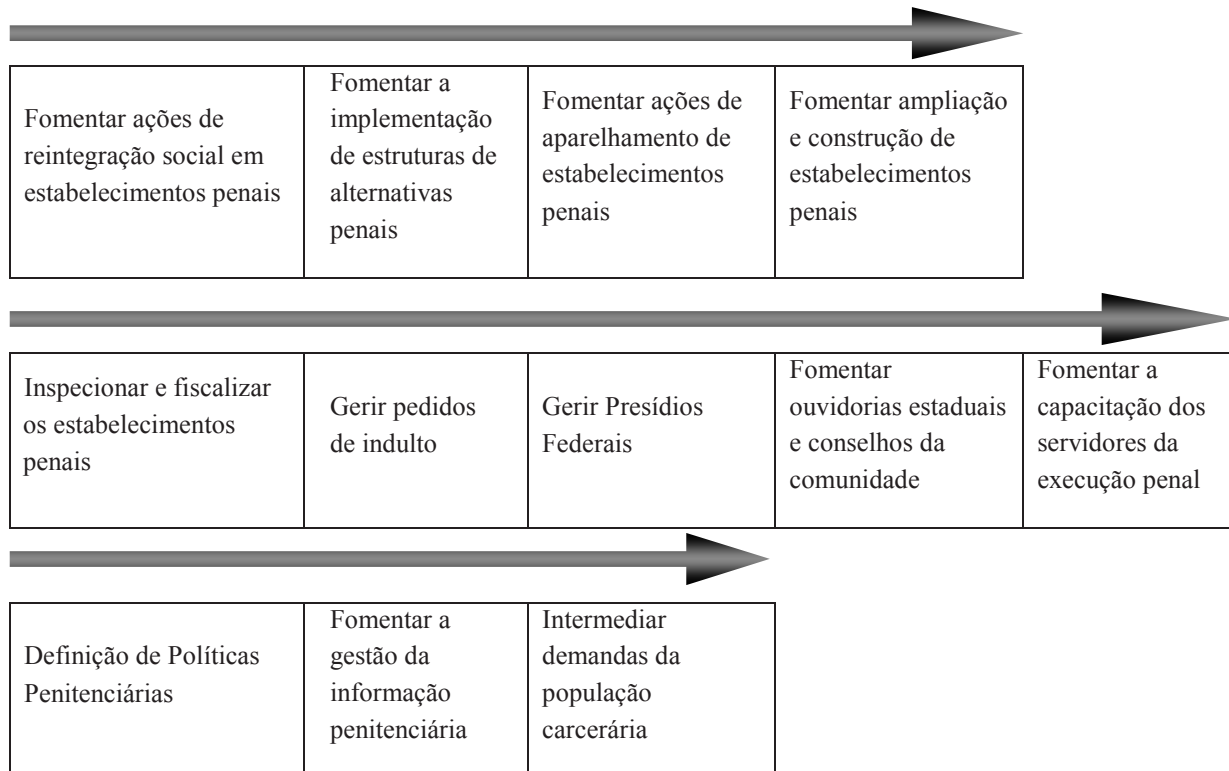 Fomentar ações de
reintegração social em
estabelecimentos penais
Fomentar a
implementação
de estruturas de
alternativas
penais
Fomentar ações de
aparelhamento de
estabelecimentos
penais
Fomentar ampliação
e construção de
estabelecimentos
penais
Inspecionar e fiscalizar
os estabelecimentos
penais
Gerir pedidos
de indulto
Gerir Presídios
Federais
Fomentar
ouvidorias estaduais
e conselhos da
comunidade
Fomentar a
capacitação dos
servidores da
execução penal
Definição de Políticas
Penitenciárias
Fomentar a
gestão da
informação
penitenciária
Intermediar
demandas da
população
carcerária